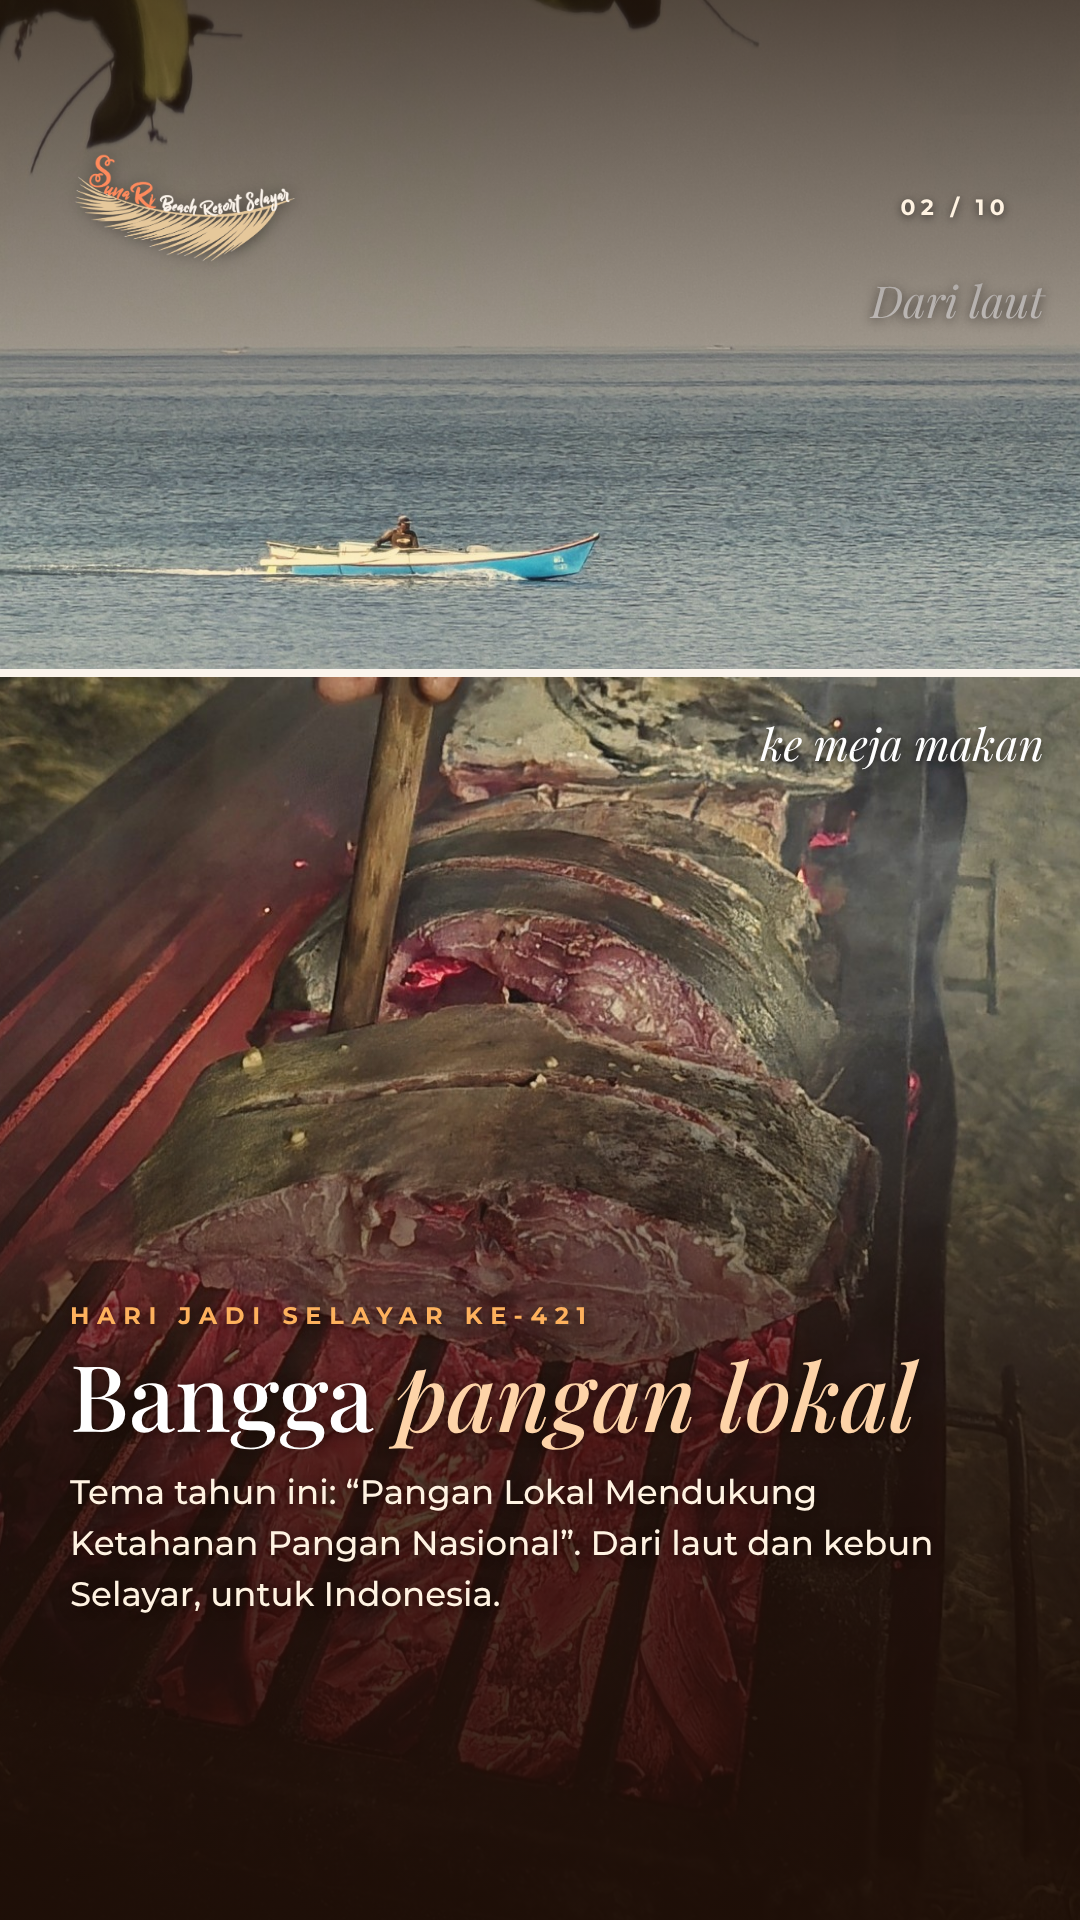 SunaRi Beach Resort Selayar
02 / 10
Dari laut
ke meja makan
HARI JADI SELAYAR KE-421
Bangga pangan lokal
Tema tahun ini: “Pangan Lokal Mendukung
Ketahanan Pangan Nasional”. Dari laut dan kebun
Selayar, untuk Indonesia.